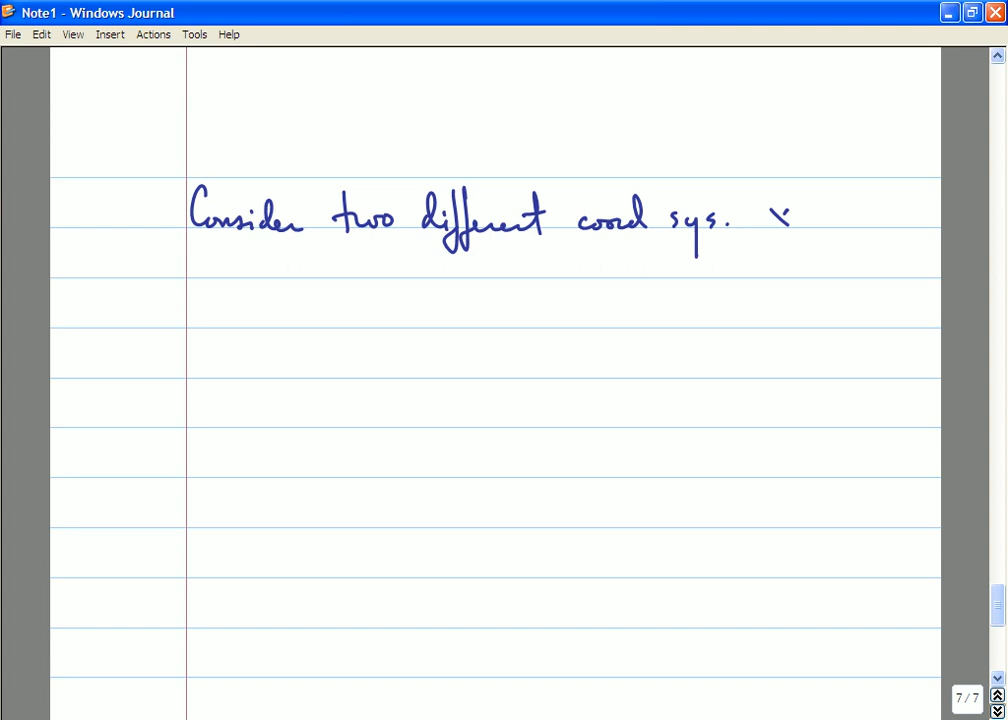 Note1 - Windows Journal
File Edit View Insert Actions Tools Help
Consider two different coord sys. x
7/7